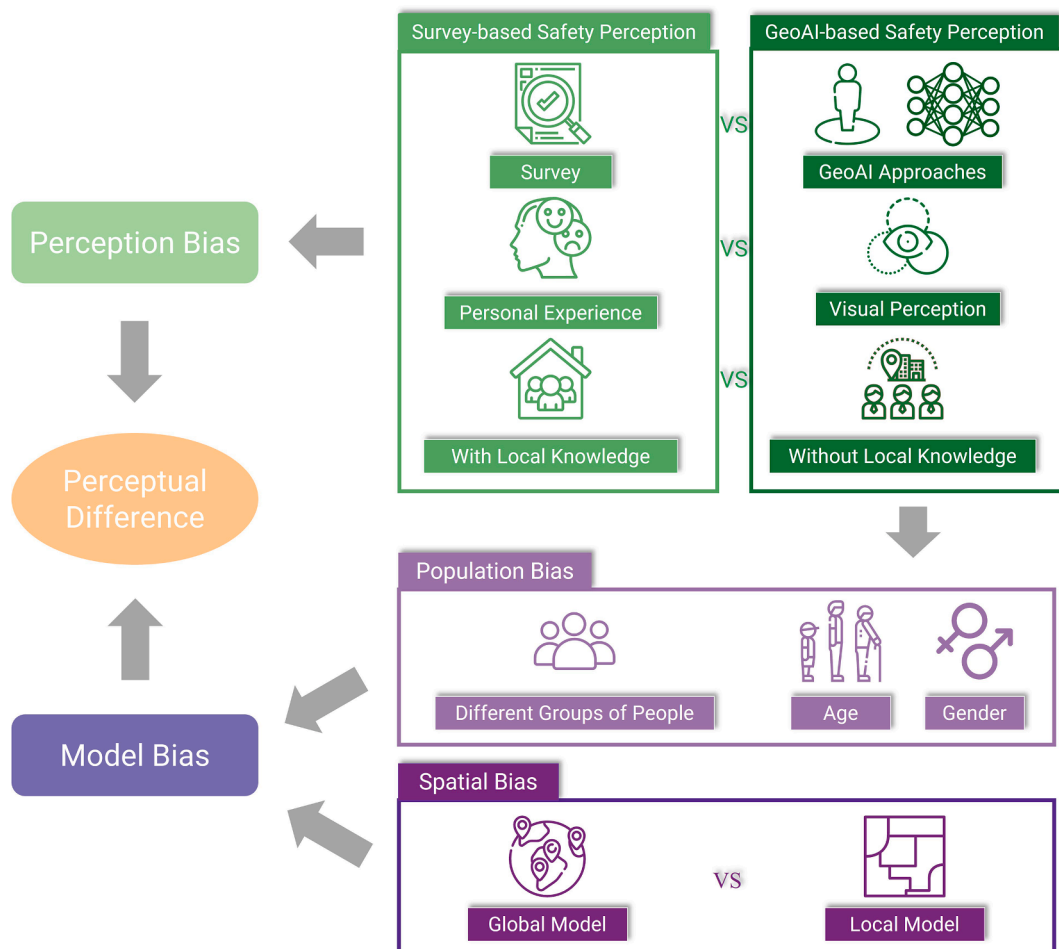 Survey-based Safety Perception
GeoAI-based Safety Perception
VS
Survey
GeoAI Approaches
Perception Bias
VS
Personal Experience
Visual Perception
VS
With Local Knowledge
Without Local Knowledge
Perceptual
Difference
Population Bias
Different Groups of People
Age
Gender
Model Bias
Spatial Bias
VS
Global Model
Local Model